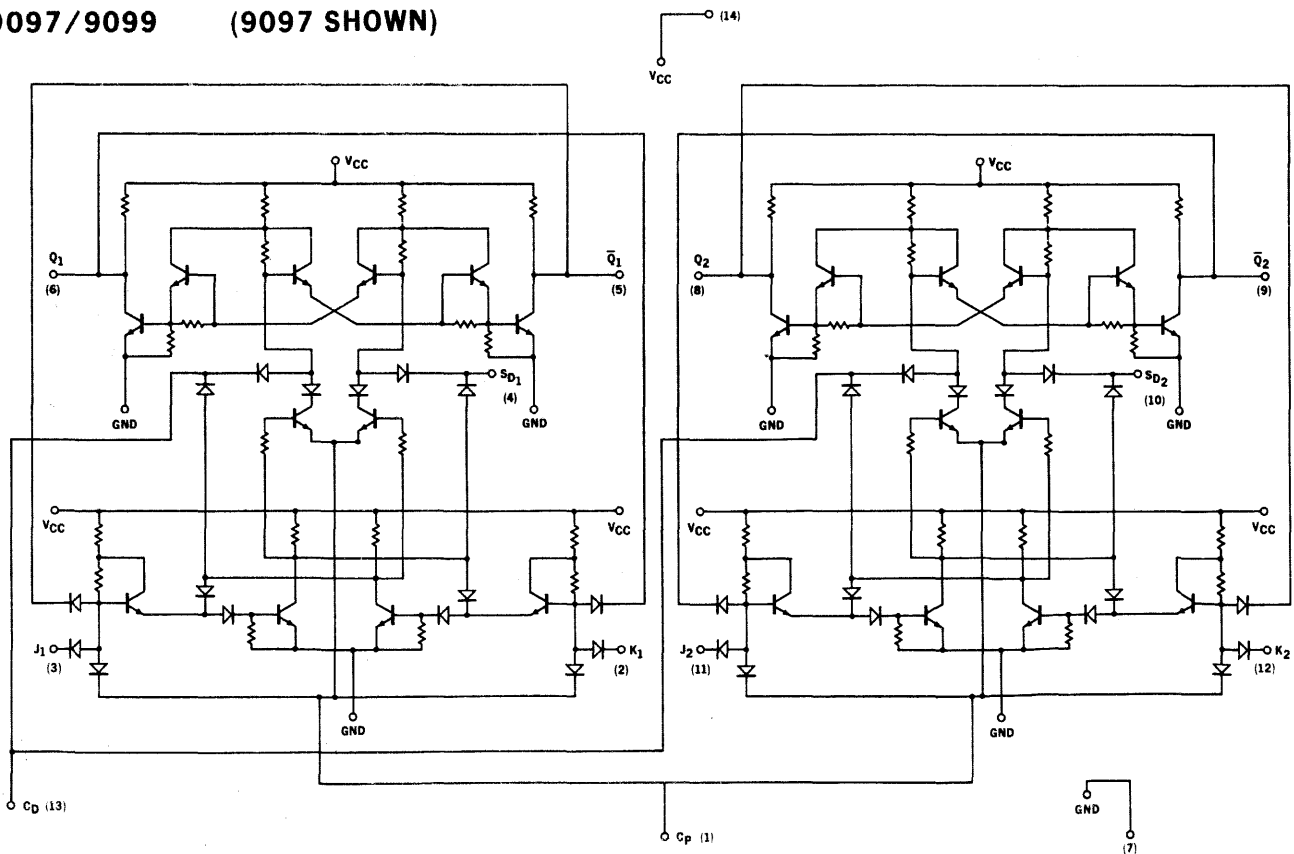 9097/9099 (9097 SHOWN)
(14)
VCC
VCC
VCC
Q1
(6)
Q̅1
(5)
Q2
(8)
Q̅2
(9)
SD1
(4)
SD2
(10)
GND
GND
GND
GND
VCC
VCC
VCC
VCC
J1
(3)
K1
(2)
J2
(11)
K2
(12)
GND
GND
CD (13)
CP (1)
GND
(7)